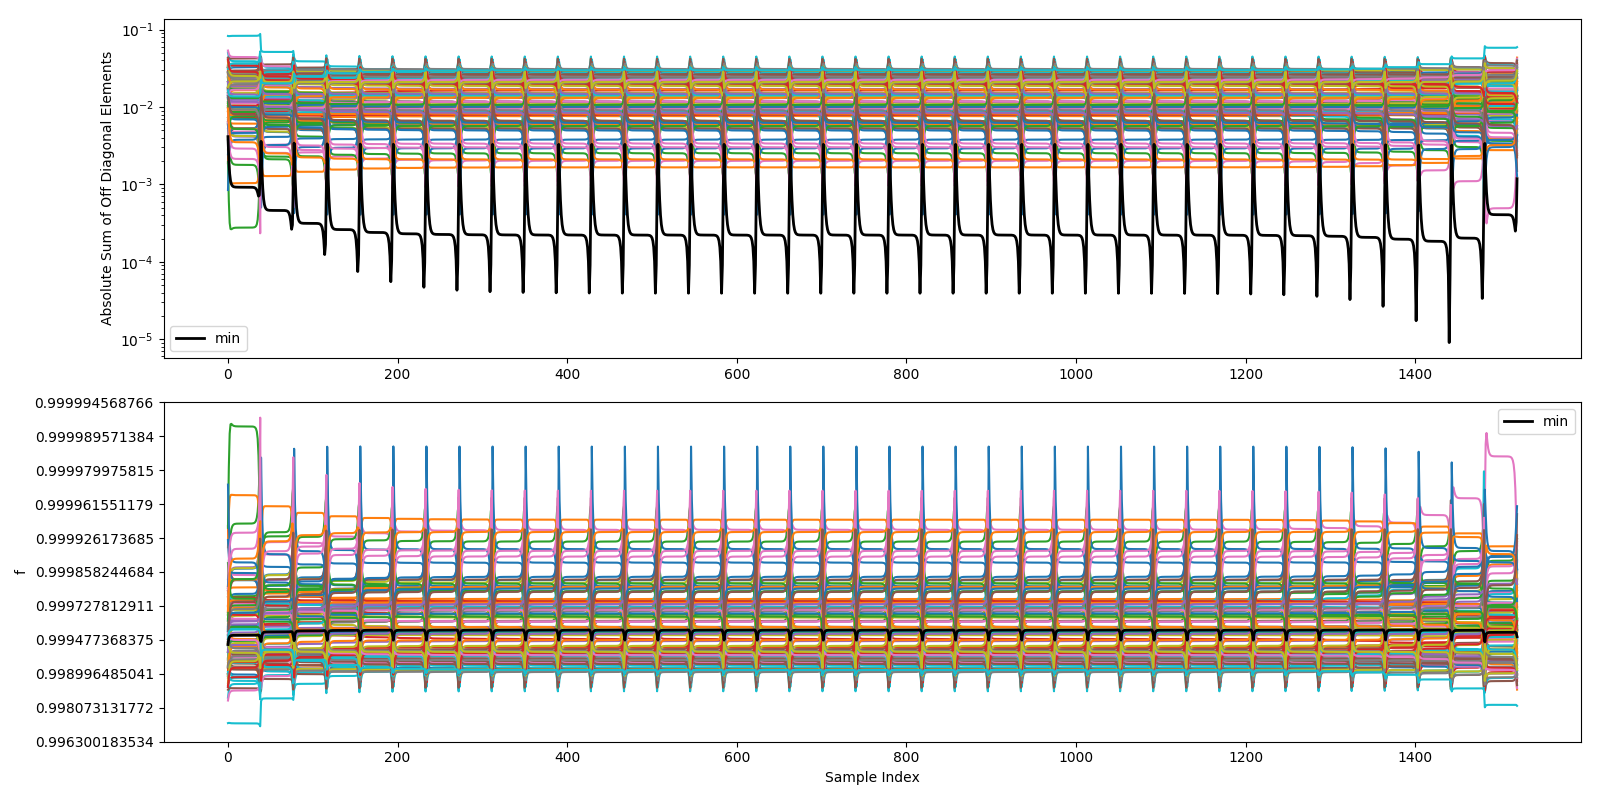 Absolute Sum of Off Diagonal Elements
10⁻¹
10⁻²
10⁻³
10⁻⁴
10⁻⁵
min
0 200 400 600 800 1000 1200 1400
f
0.999994568766
0.999989571384
0.999979975815
0.999961551179
0.999926173685
0.999858244684
0.999727812911
0.999477368375
0.998996485041
0.998073131772
0.996300183534
min
0 200 400 600 800 1000 1200 1400
Sample Index